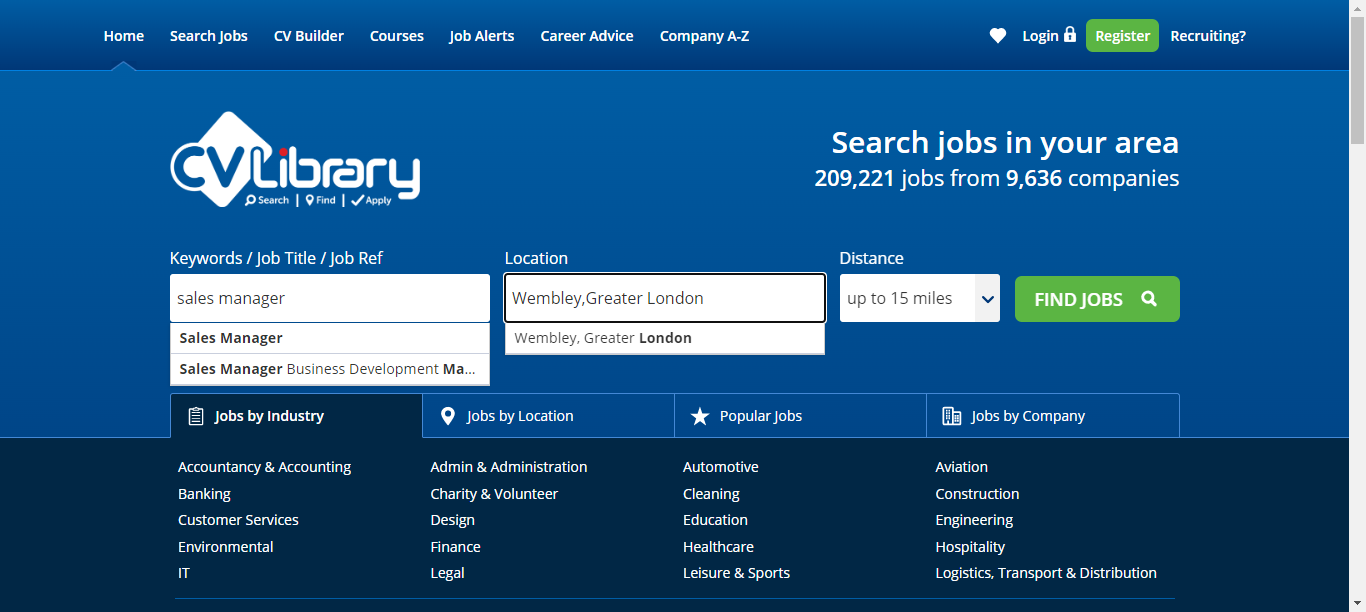 Home Search Jobs CV Builder Courses Job Alerts Career Advice Company A-Z Login Register Recruiting?
CVLibrary
Search | Find | Apply
Search jobs in your area
209,221 jobs from 9,636 companies
Keywords / Job Title / Job Ref Location Distance
sales manager Wembley,Greater London up to 15 miles FIND JOBS
Sales Manager Wembley, Greater London
Sales Manager Business Development Ma...
Jobs by Industry Jobs by Location Popular Jobs Jobs by Company
Accountancy & Accounting Admin & Administration Automotive Aviation
Banking Charity & Volunteer Cleaning Construction
Customer Services Design Education Engineering
Environmental Finance Healthcare Hospitality
IT Legal Leisure & Sports Logistics, Transport & Distribution